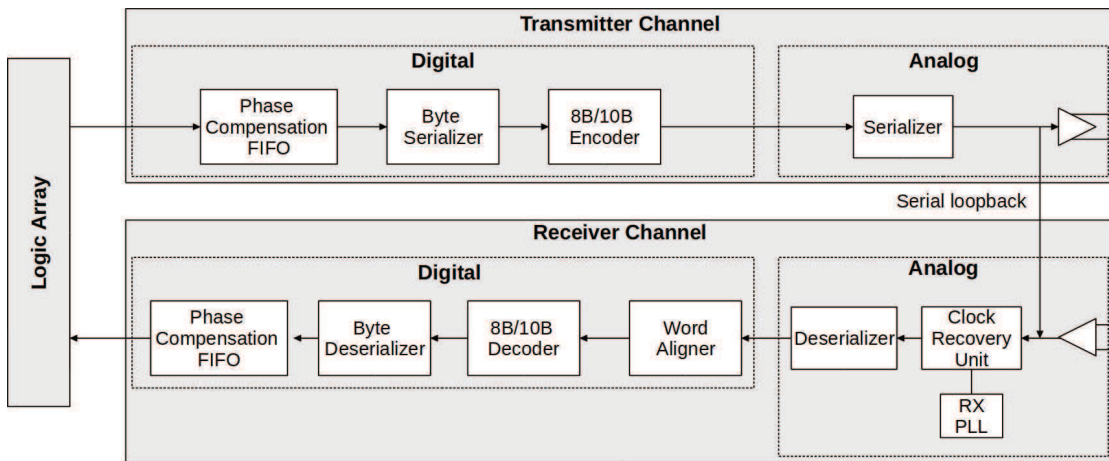 Transmitter Channel
Digital
Analog
Phase
Compensation
FIFO
Byte
Serializer
8B/10B
Encoder
Serializer
Logic Array
Serial loopback
Receiver Channel
Digital
Analog
Phase
Compensation
FIFO
Byte
Deserializer
8B/10B
Decoder
Word
Aligner
Deserializer
Clock
Recovery
Unit
RX
PLL